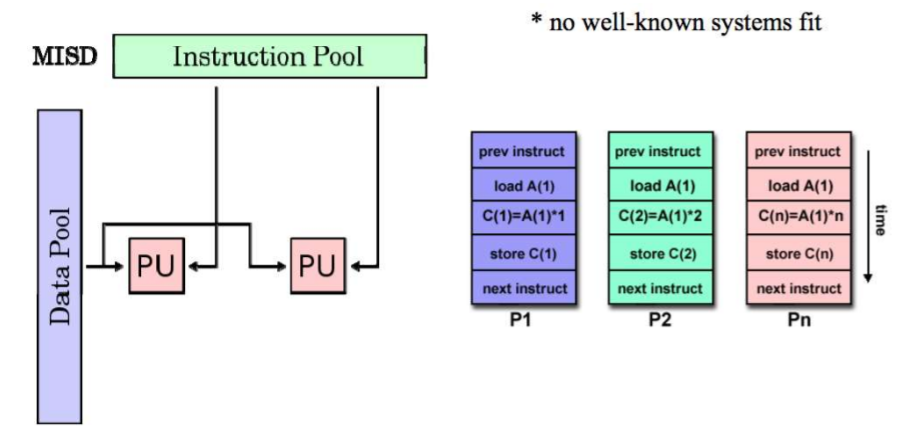 * no well-known systems fit
MISD
Instruction Pool
Data Pool
PU
PU
prev instruct
load A(1)
C(1)=A(1)*1
store C(1)
next instruct
P1
prev instruct
load A(1)
C(2)=A(1)*2
store C(2)
next instruct
P2
prev instruct
load A(1)
C(n)=A(1)*n
store C(n)
next instruct
Pn
time